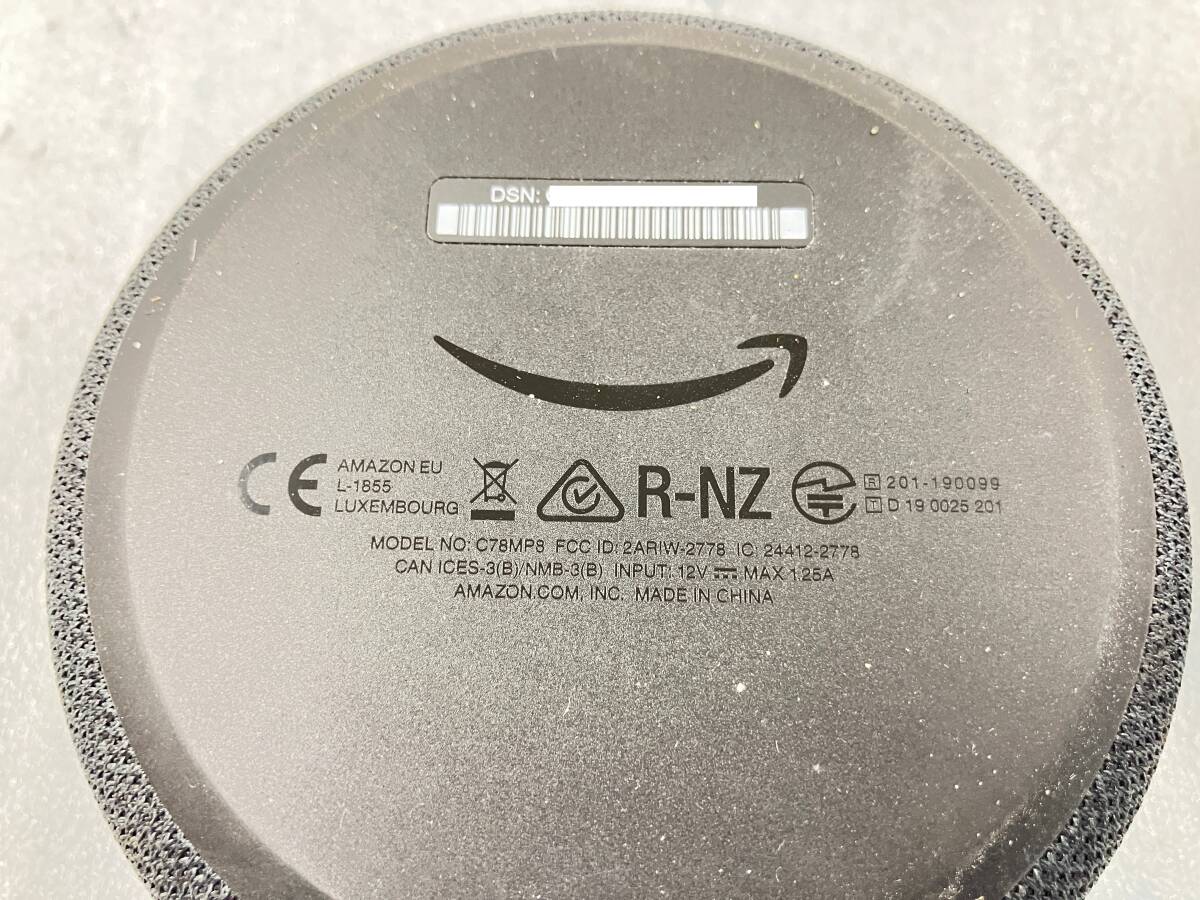 DSN:
AMAZON EU
L-1855
LUXEMBOURG
R-NZ
R 201-190099
T D 19 0025 201
MODEL NO: C78MP8 FCC ID: 2ARIW-2778 IC: 24412-2778
CAN ICES-3(B)/NMB-3(B) INPUT: 12V MAX 1.25A
AMAZON.COM, INC. MADE IN CHINA